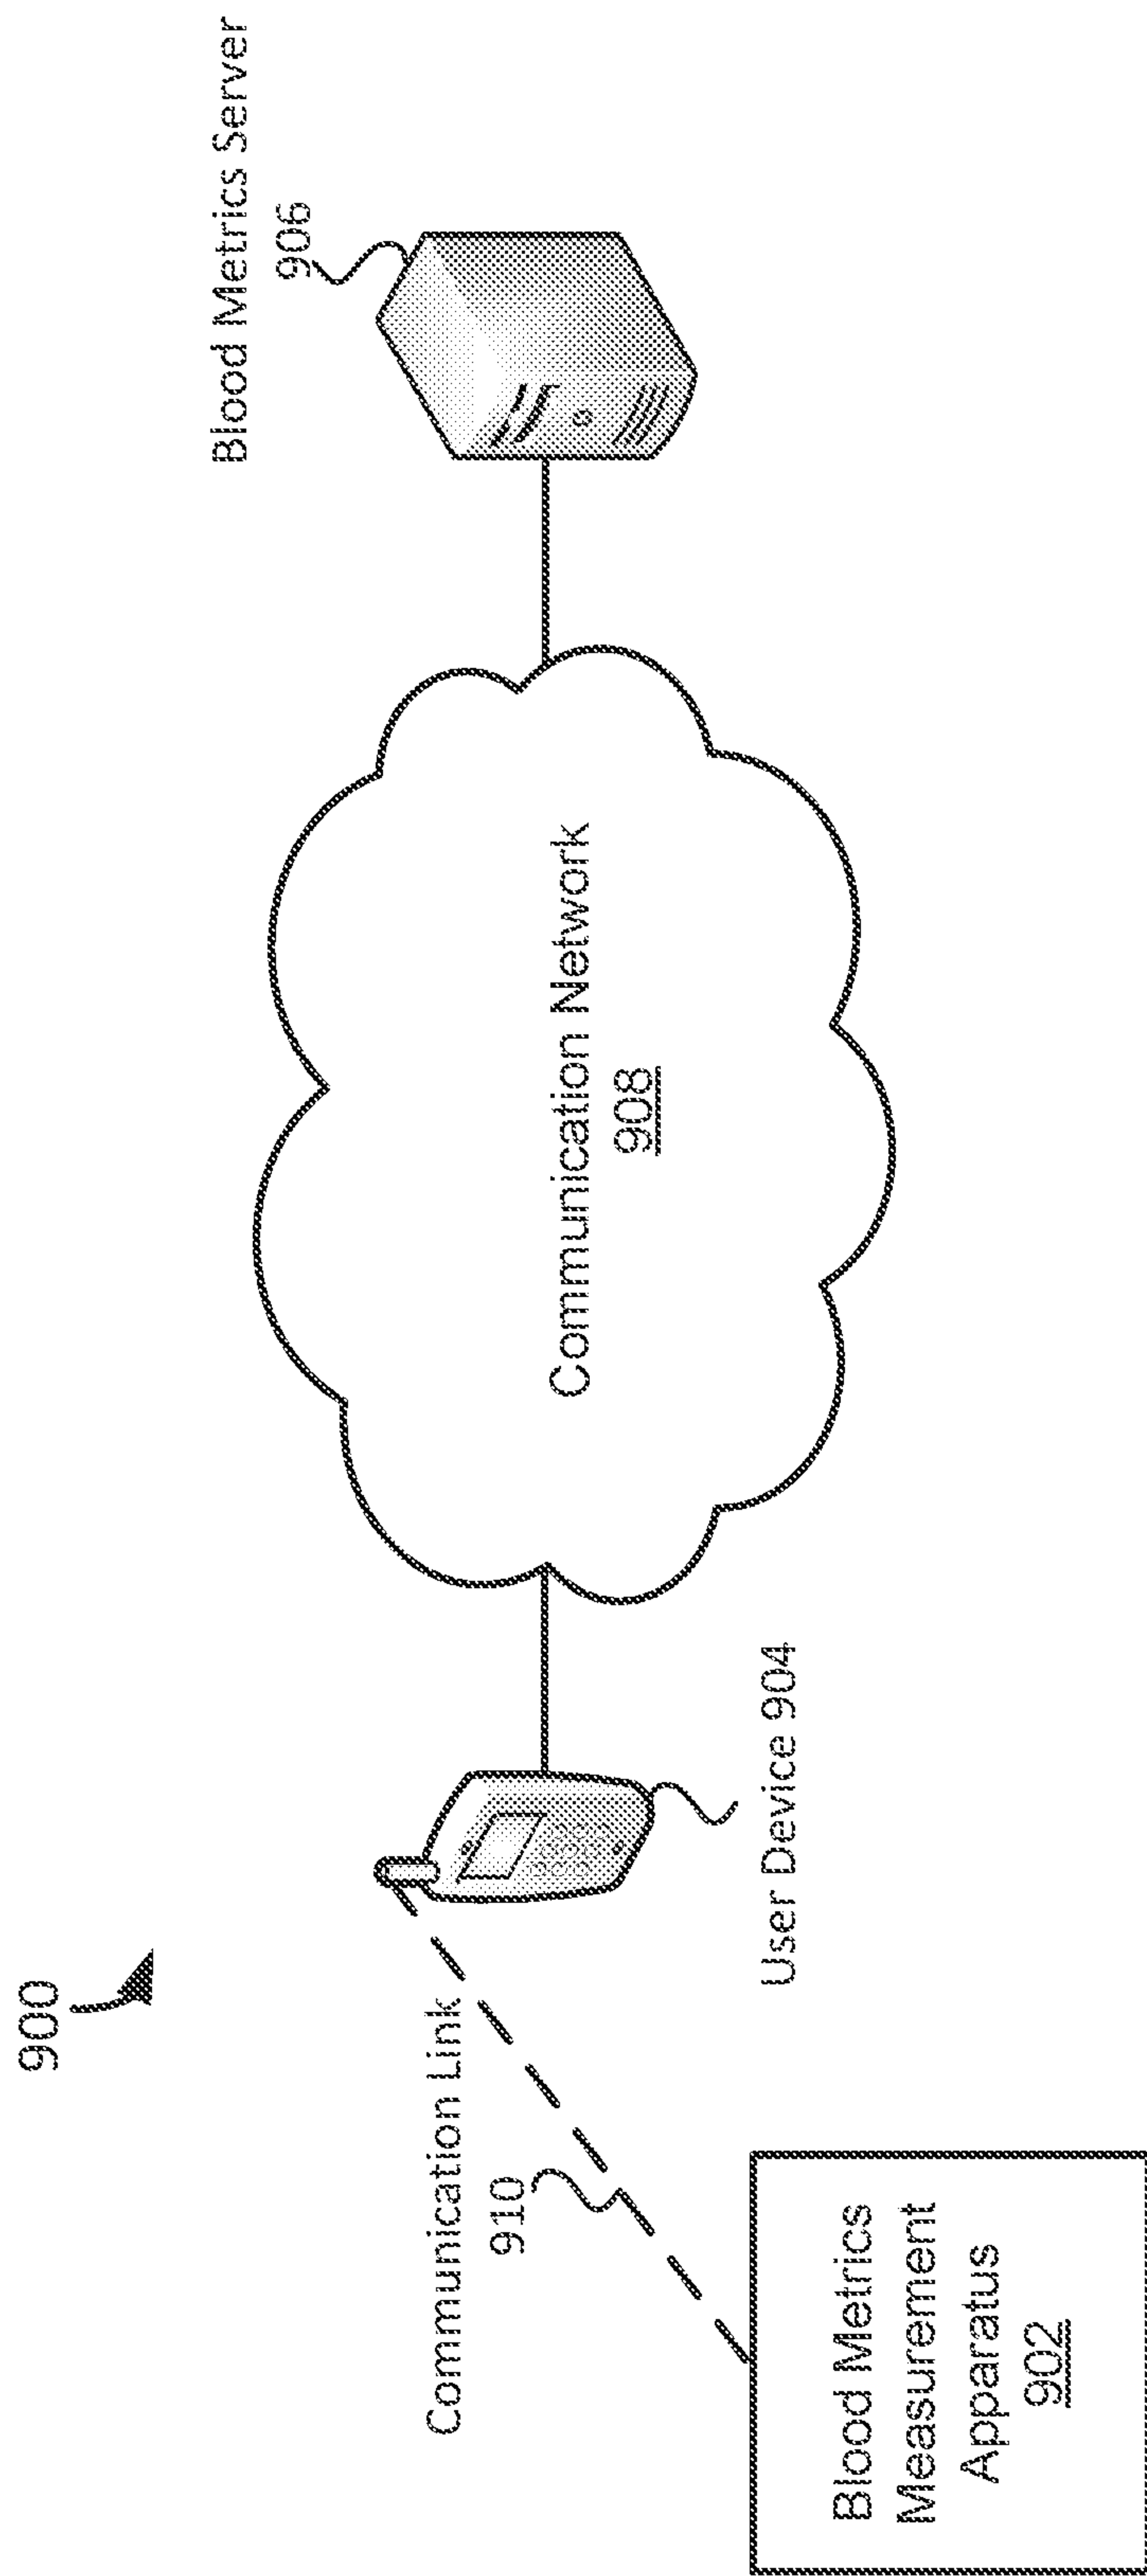 900
Blood Metrics Server
906
Communication Link
910
Communication Network
908
User Device 904
Blood Metrics
Measurement
Apparatus
902